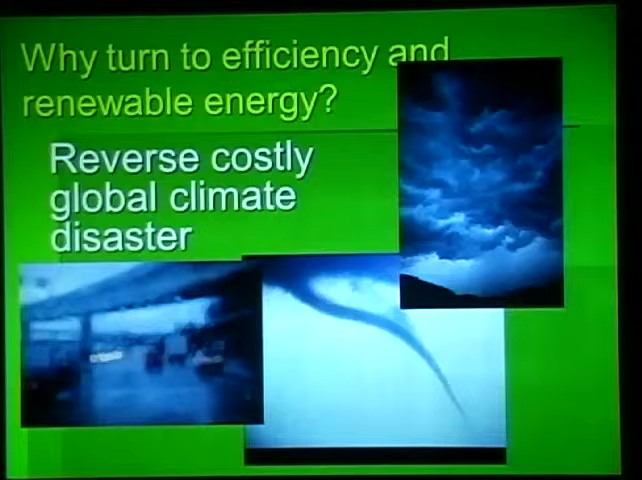 Why turn to efficiency and
renewable energy?
Reverse costly
global climate
disaster